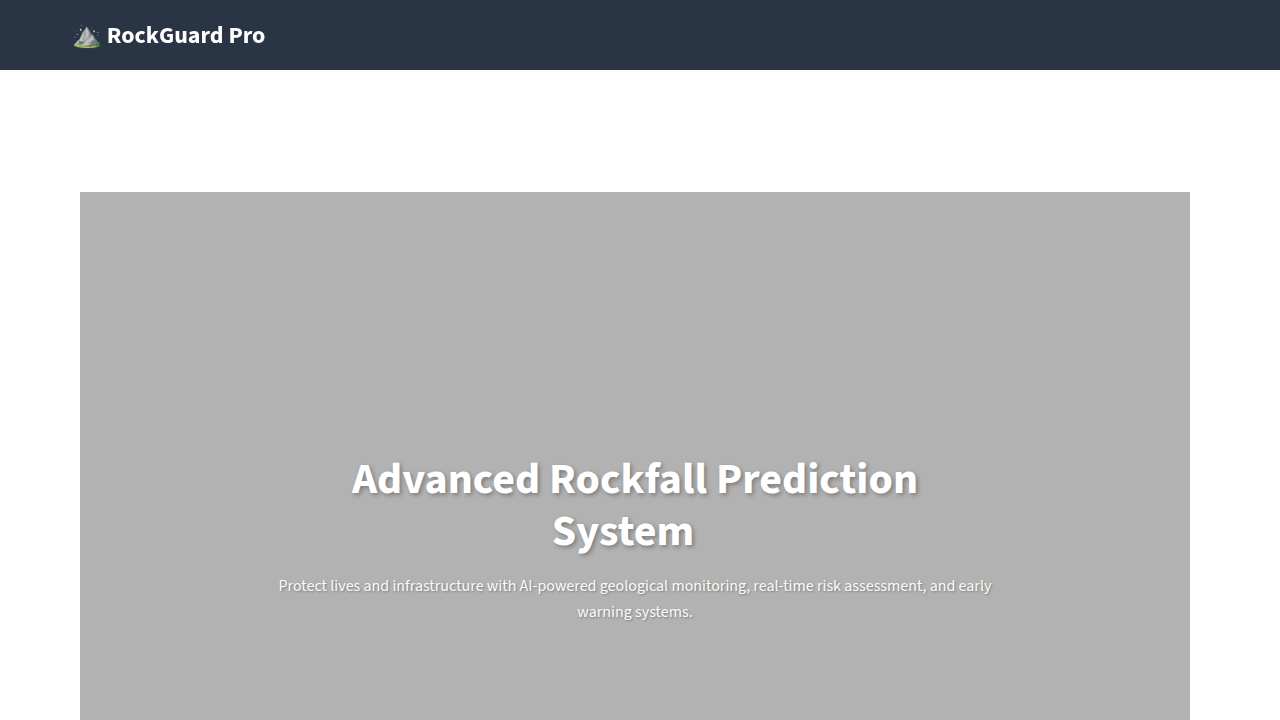 RockGuard Pro
Advanced Rockfall Prediction
System
Protect lives and infrastructure with AI-powered geological monitoring, real-time risk assessment, and early
warning systems.